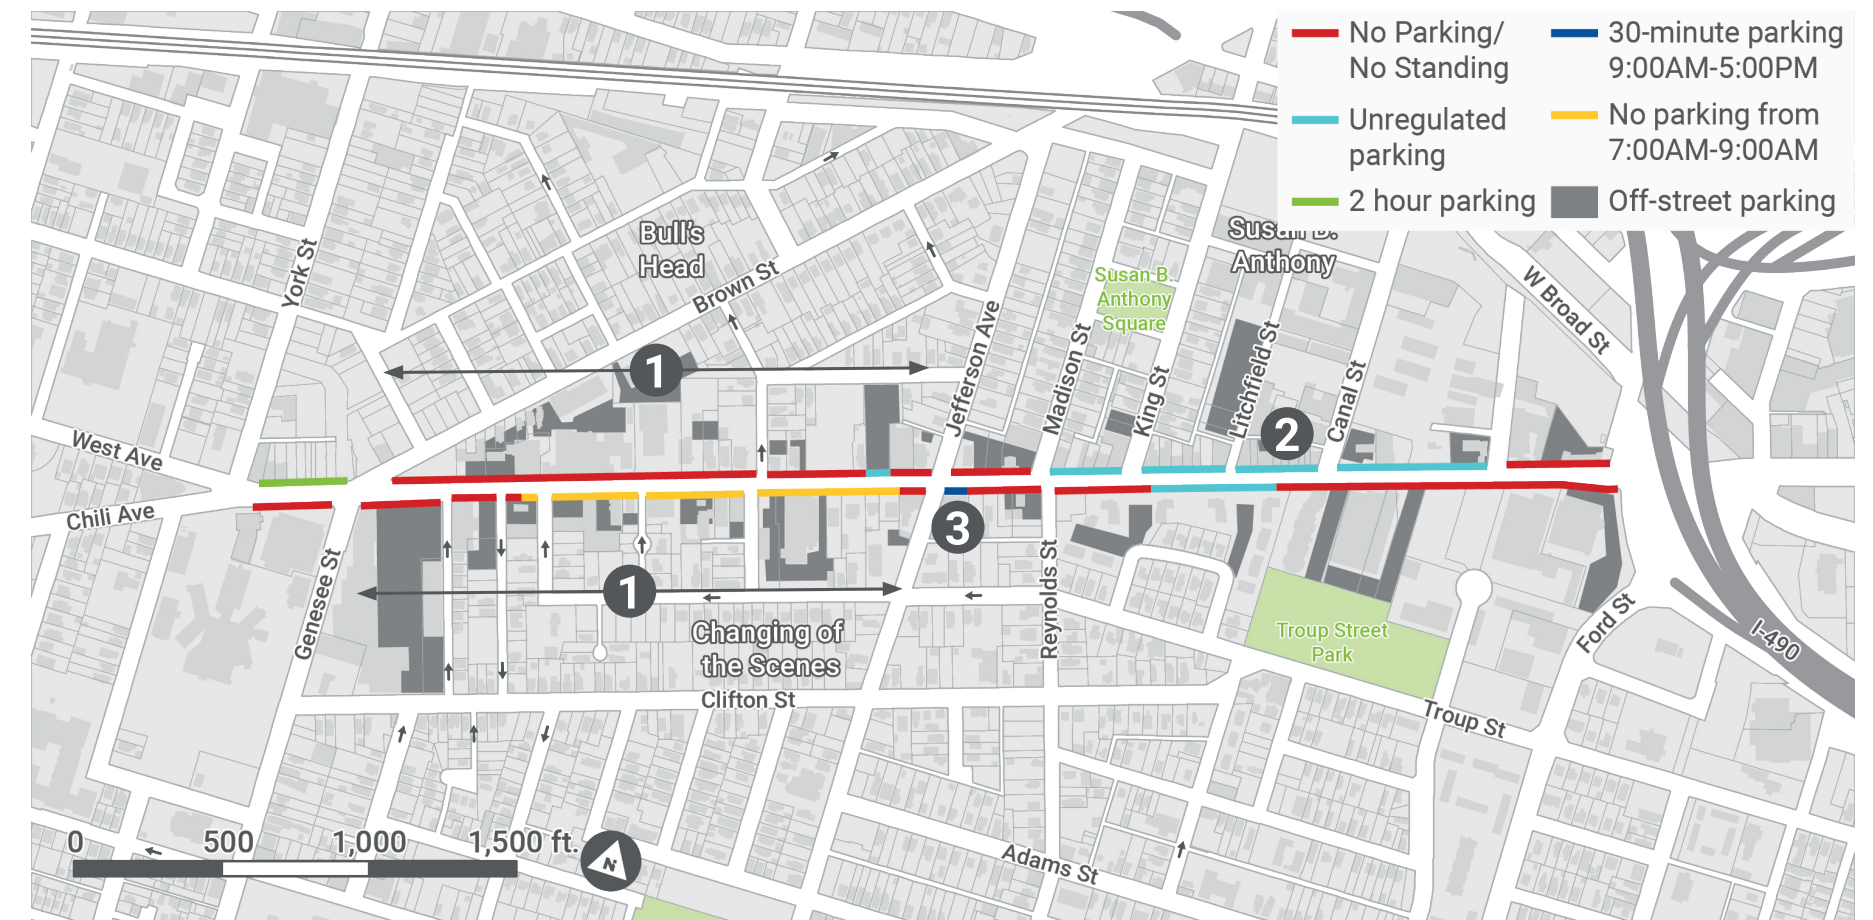 No Parking/
No Standing
30-minute parking
9:00AM-5:00PM
Unregulated
parking
No parking from
7:00AM-9:00AM
2 hour parking
Off-street parking
Bull's
Head
Susan B.
Anthony
York St
Brown St
Susan B.
Anthony
Square
W Broad St
Jefferson Ave
Madison St
King St
Litchfield St
Canal St
1
2
West Ave
Chili Ave
3
Genesee St
1
Reynolds St
Changing of
the Scenes
Troup Street
Park
Ford St
I-490
Clifton St
Troup St
0 500 1,000 1,500 ft.
N
Adams St